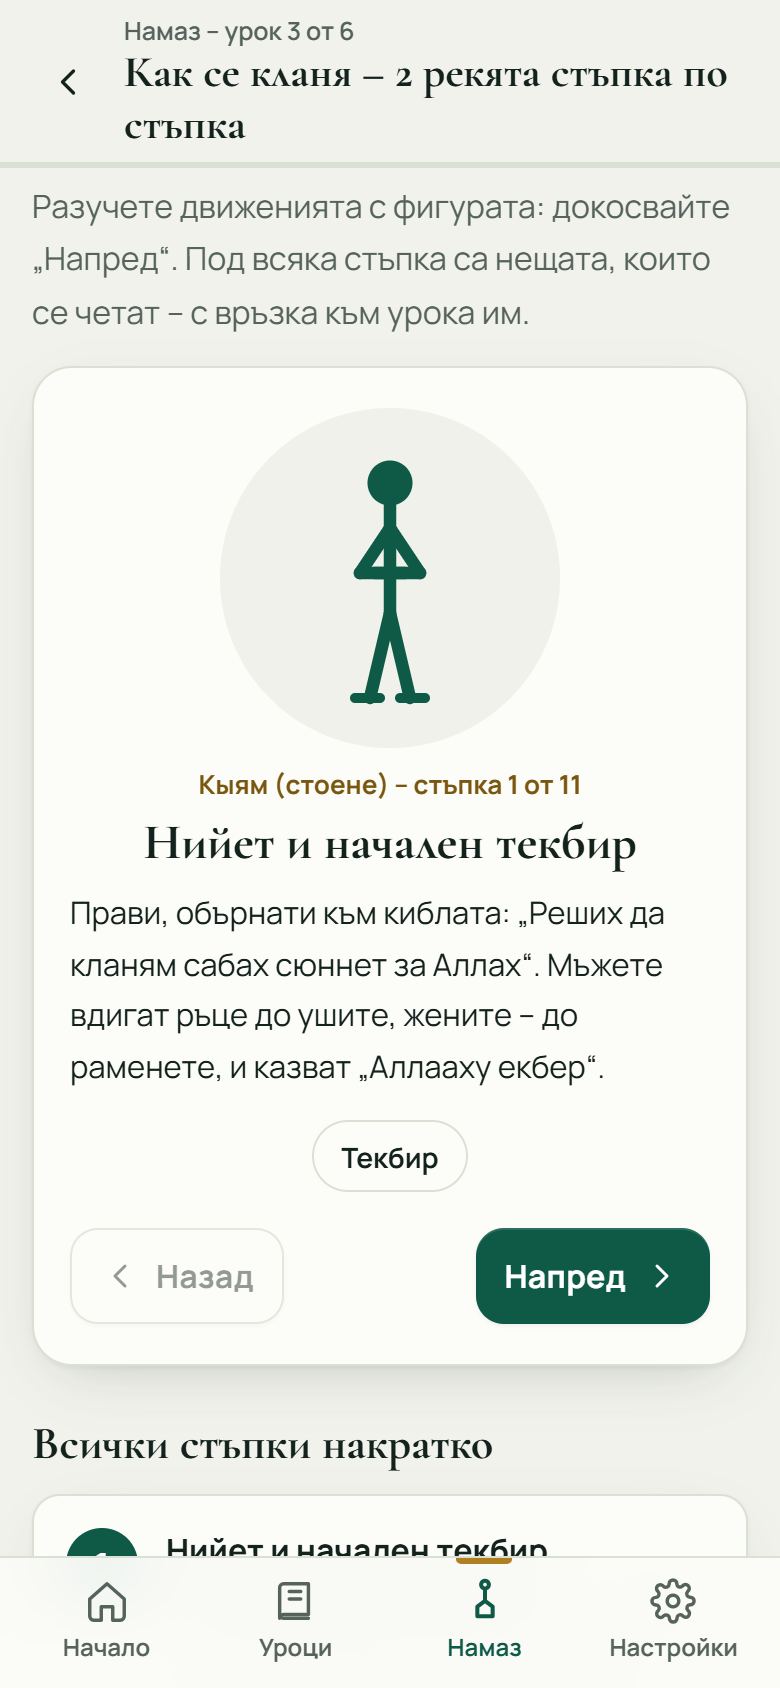 Намаз – урок 3 от 6
Как се кланя – 2 рекята стъпка по
стъпка
Разучете движенията с фигурата: докосвайте
„Напред“. Под всяка стъпка са нещата, които
се четат – с връзка към урока им.
Кыям (стоене) – стъпка 1 от 11
Нийет и начален текбир
Прави, обърнати към киблата: „Реших да
кланям сабах сюннет за Аллах“. Мъжете
вдигат ръце до ушите, жените – до
раменете, и казват „Аллааху екбер“.
Текбир
Назад
Напред
Всички стъпки накратко
Нийет и начален текбир
Начало
Уроци
Намаз
Настройки